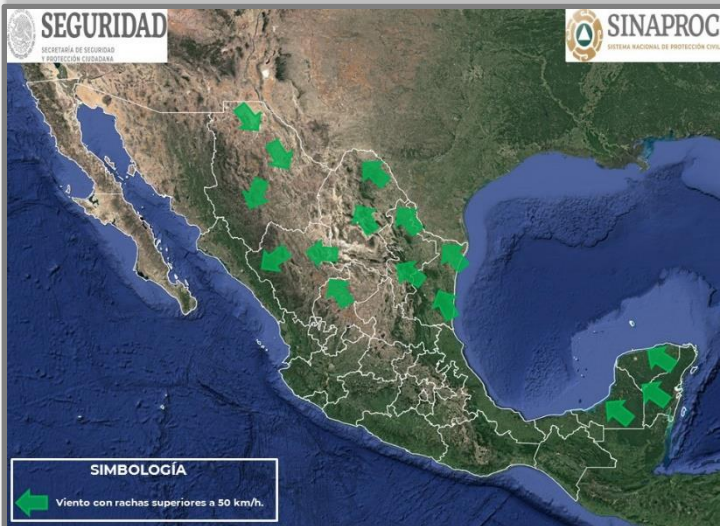 SEGURIDAD
SECRETARÍA DE SEGURIDAD
Y PROTECCIÓN CIUDADANA
SINAPROC
SISTEMA NACIONAL DE PROTECCIÓN CIVIL
SIMBOLOGÍA
Viento con rachas superiores a 50 km/h.